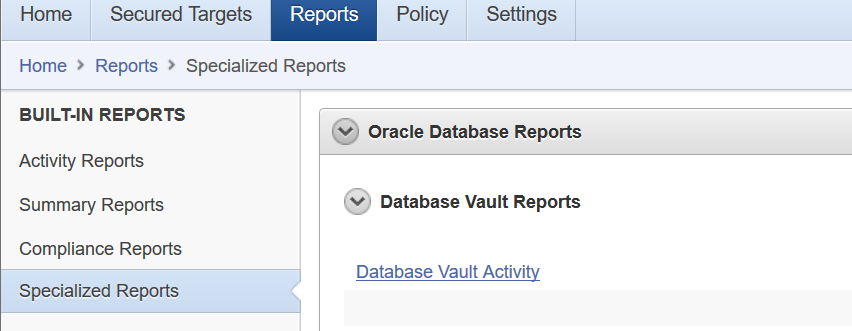 Home Secured Targets Reports Policy Settings
Home > Reports > Specialized Reports
BUILT-IN REPORTS
Activity Reports
Summary Reports
Compliance Reports
Specialized Reports
Oracle Database Reports
Database Vault Reports
Database Vault Activity